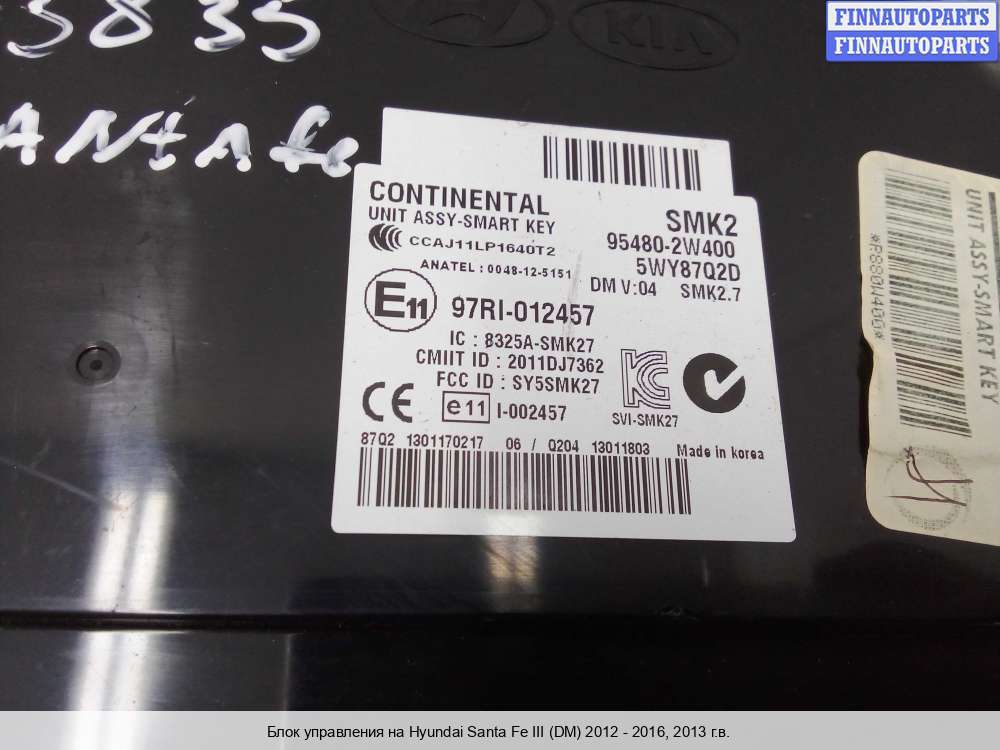 3835
ANTA fe
KIA
FINNAUTOPARTS
FINNAUTOPARTS
CONTINENTAL
UNIT ASSY-SMART KEY
CCAJ11LP1640T2
ANATEL : 0048-12-5151
SMK2
95480-2W400
5WY87Q2D
DM V:04 SMK2.7
E11 97RI-012457
IC : 8325A-SMK27
CMIIT ID : 2011DJ7362
FCC ID : SY5SMK27
CE e11 I-002457
KC
SVI-SMK27
87Q2 1301170217 06 / Q204 13011803 Made in korea
UNIT ASSY-SMART KEY
Блок управления на Hyundai Santa Fe III (DM) 2012 - 2016, 2013 г.в.